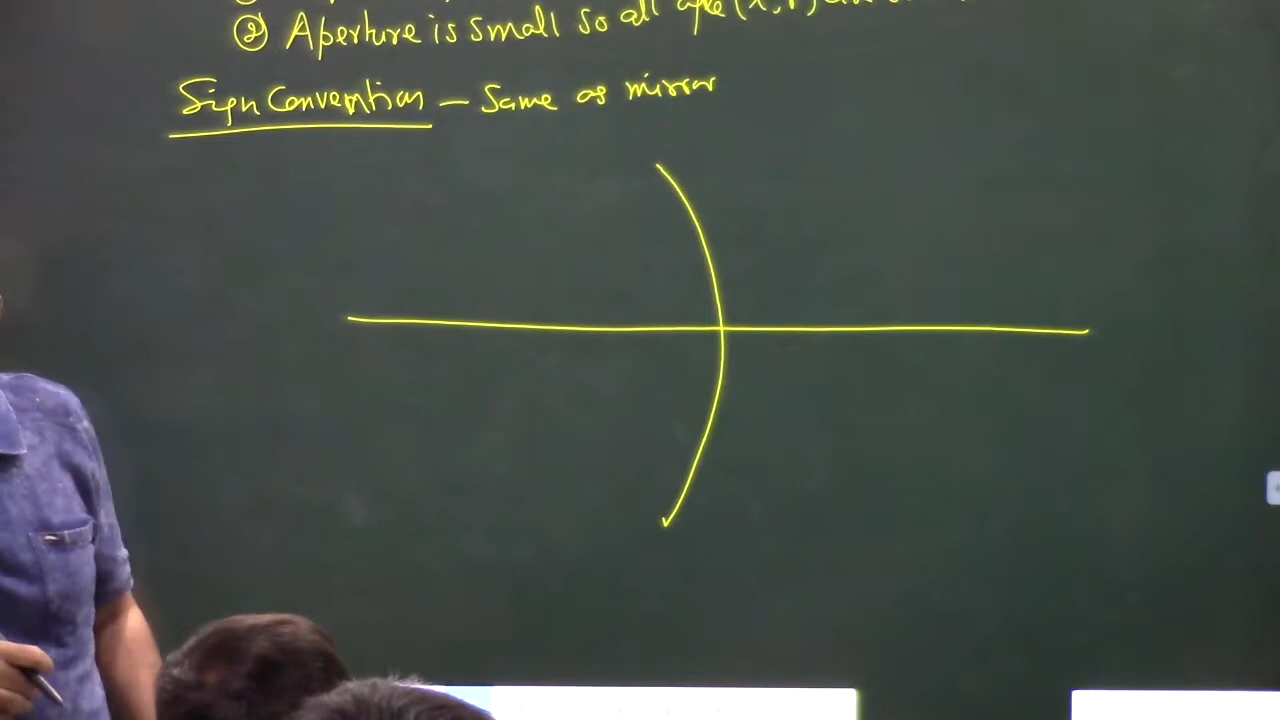 ② Aperture is small so all
Sign Convention — Same as mirror